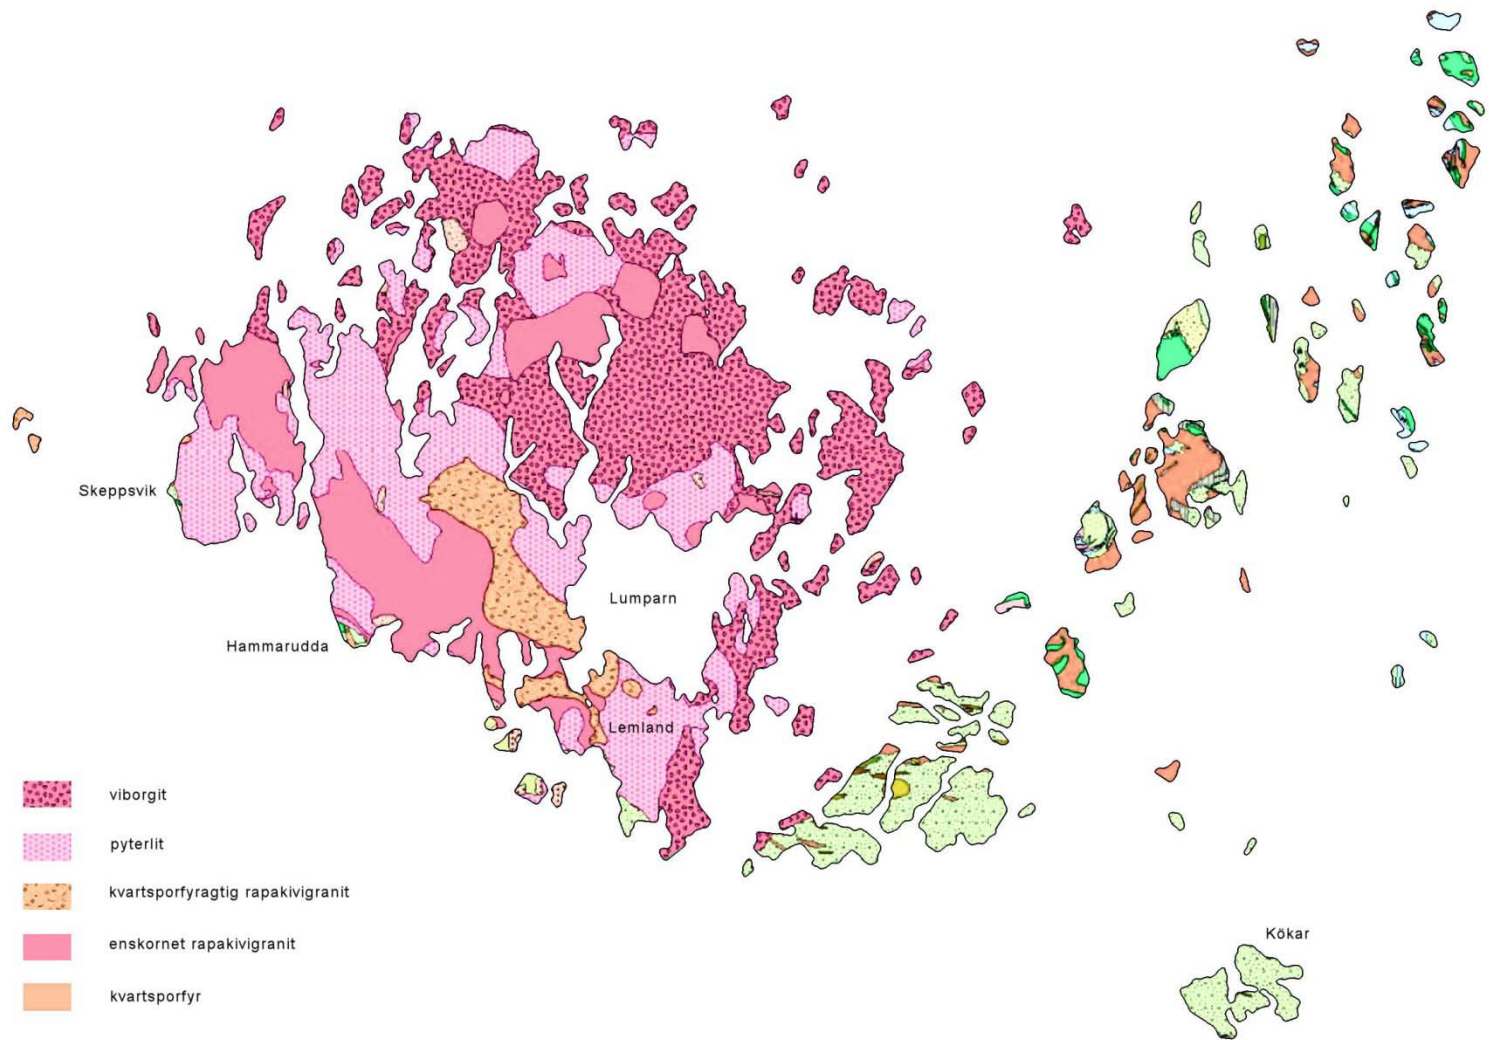 Skeppsvik
Lumparn
Hammarudda
Lemland
viborgit
pyterlit
kvartsporfyragtig rapakivigranit
Kökar
enskornet rapakivigranit
kvartsporfyr